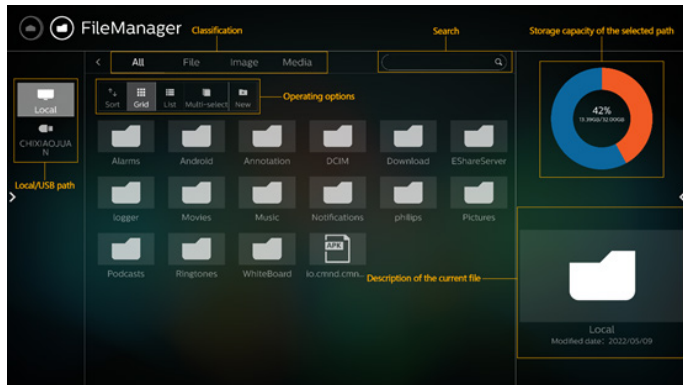 FileManager
Classification
Search
Storage capacity of the selected path
All File Image Media
Sort Grid List Multi-select New
Operating options
Local
CHIXIAOJUA
N
Local/USB path
42%
13.39GB/32.00GB
Alarms Android Annotation DCIM Download EShareServer
logger Movies Music Notifications philips Pictures
Podcasts Ringtones WhiteBoard io.cmnd.cmn...
APK
Description of the current file
Local
Modified date: 2022/05/09